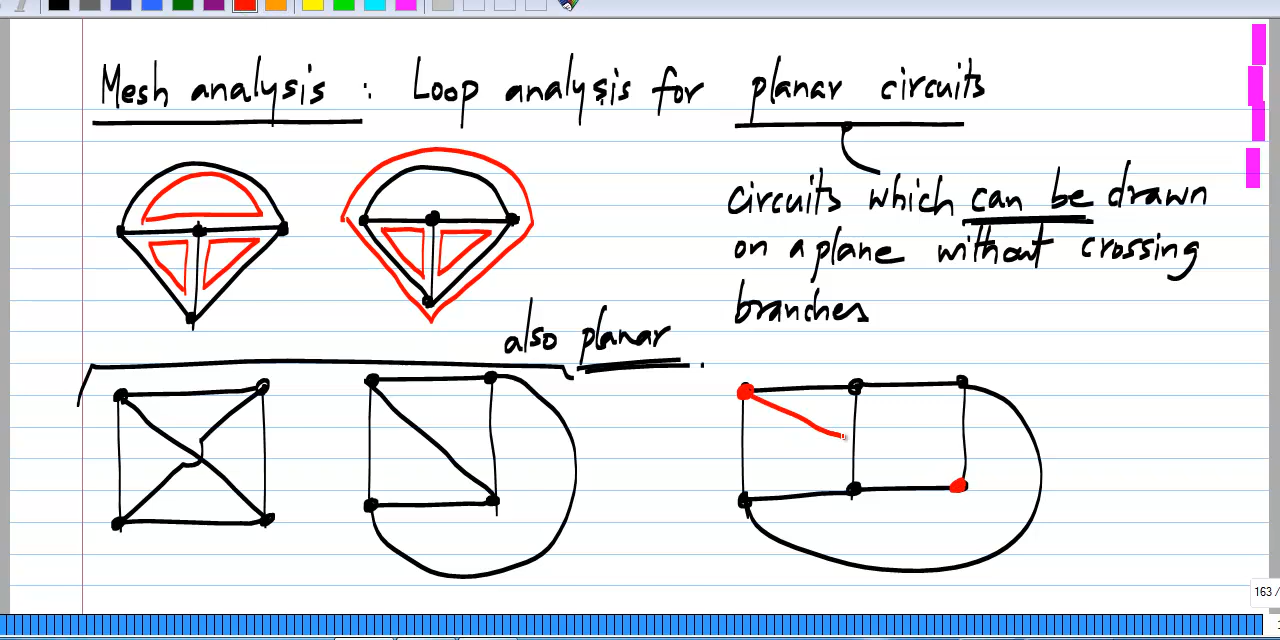 Mesh analysis : Loop analysis for planar circuits
circuits which can be drawn
on a plane without crossing
branches
also planar
163 /